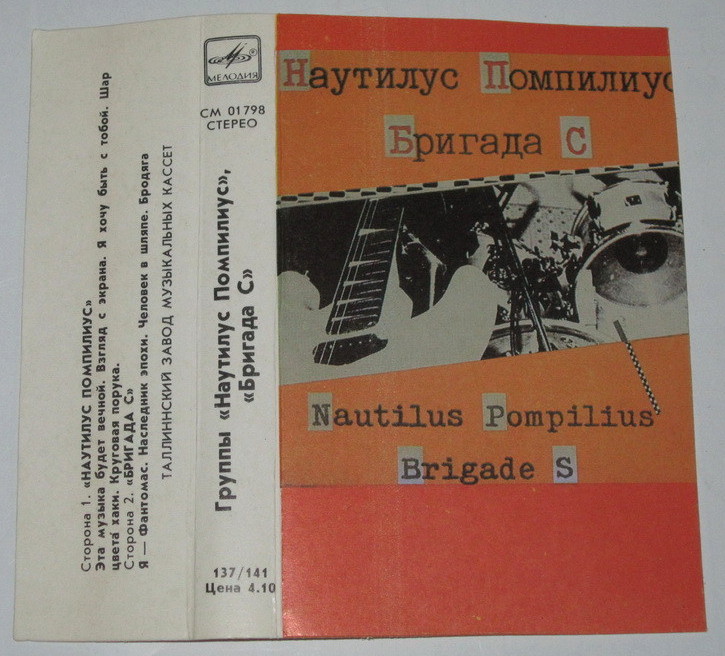 Сторона 1. «НАУТИЛУС ПОМПИЛИУС»
Эта музыка будет вечной. Взгляд с экрана. Я хочу быть с тобой. Шар
цвета хаки. Круговая порука.
Сторона 2. «БРИГАДА С»
Я — Фантомас. Наследник эпохи. Человек в шляпе. Бродяга
ТАЛЛИННСКИЙ ЗАВОД МУЗЫКАЛЬНЫХ КАССЕТ
МЕЛОДИЯ
СМ 01798
СТЕРЕО
Группы «Наутилус Помпилиус»,
«Бригада С»
137/141
Цена 4.10
Наутилус Помпилиус
Бригада С
Nautilus Pompilius
Brigade S